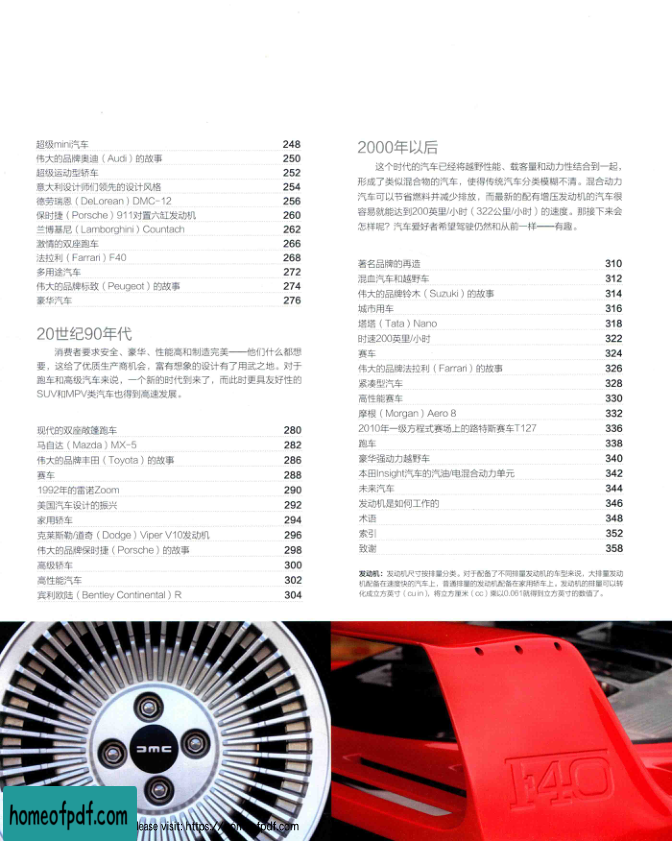 超级mini汽车 248
伟大的品牌奥迪（Audi）的故事 250
超级运动型轿车 252
意大利设计师们领先的设计风格 254
德劳瑞恩（DeLorean）DMC-12 256
保时捷（Porsche）911对置六缸发动机 260
兰博基尼（Lamborghini）Countach 262
激情的双座跑车 266
法拉利（Farrari）F40 268
多用途汽车 272
伟大的品牌标致（Peugeot）的故事 274
豪华汽车 276
20世纪90年代
消费者要求安全、豪华、性能高和制造完美——他们什么都想
要，这给了优质生产商机会，富有想象的设计有了用武之地。对于
跑车和高级汽车来说，一个新的时代到来了，而此时更具友好性的
SUV和MPV类汽车也得到高速发展。
现代的双座敞篷跑车 280
马自达（Mazda）MX-5 282
伟大的品牌丰田（Toyota）的故事 286
赛车 288
1992年的雷诺Zoom 290
美国汽车设计的振兴 292
家用轿车 294
克莱斯勒/道奇（Dodge）Viper V10发动机 296
伟大的品牌保时捷（Porsche）的故事 298
高级轿车 300
高性能汽车 302
宾利欧陆（Bentley Continental）R 304
2000年以后
这个时代的汽车已经将越野性能、载客量和动力性结合到一起，
形成了类似混合物的汽车，使得传统汽车分类模糊不清。混合动力
汽车可以节省燃料并减少排放，而最新的配有增压发动机的汽车很
容易就能达到200英里/小时（322公里/小时）的速度。那接下来会
怎样呢？汽车爱好者希望驾驶仍然和从前一样——有趣。
著名品牌的再造 310
混血汽车和越野车 312
伟大的品牌铃木（Suzuki）的故事 314
城市用车 316
塔塔（Tata）Nano 318
时速200英里/小时 322
赛车 324
伟大的品牌法拉利（Farrari）的故事 326
紧凑型汽车 328
高性能赛车 330
摩根（Morgan）Aero 8 332
2010年一级方程式赛场上的路特斯赛车T127 336
跑车 338
豪华强动力越野车 340
本田Insight汽车的汽油/电混合动力单元 342
未来汽车 344
发动机是如何工作的 346
术语 348
索引 352
致谢 358
发动机：发动机尺寸按排量分类。对于配备了不同排量发动机的车型来说，大排量发动
机配备在速度快的汽车上，普通排量的发动机配备在家用轿车上。发动机的排量可以转
化成立方英寸（cu in）。将立方厘米（cc）乘以0.061就得到立方英寸的数值了。
DMC
F40
homeofpdf.com
lease visit: https://homeofpdf.com